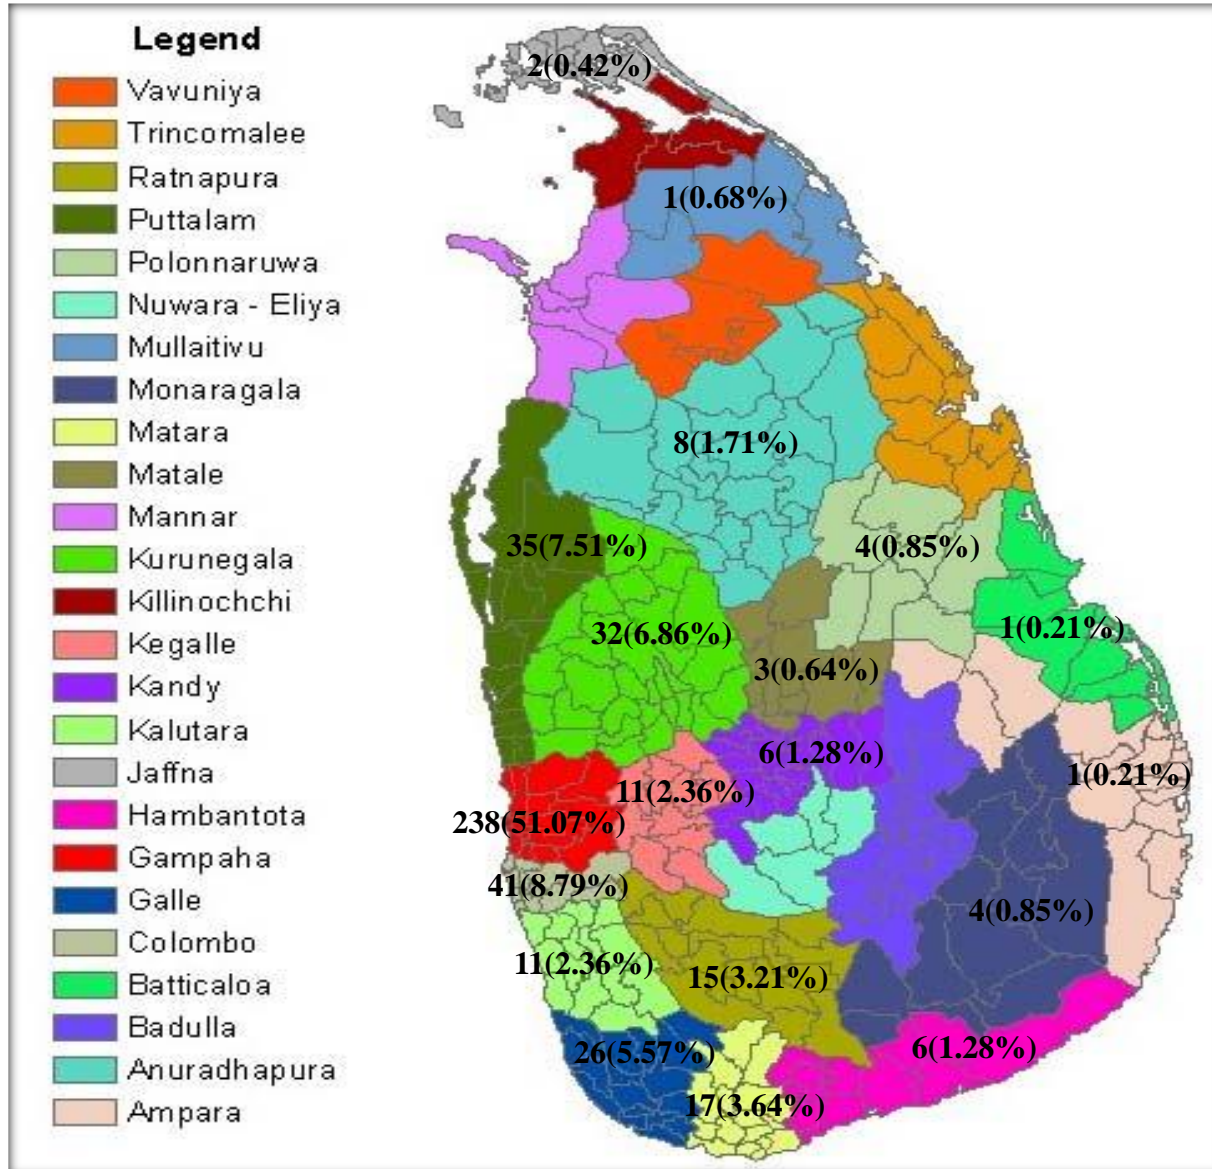 Legend
Vavuniya
Trincomalee
Ratnapura
Puttalam
Polonnaruwa
Nuwara - Eliya
Mullaitivu
Monaragala
Matara
Matale
Mannar
Kurunegala
Killinochchi
Kegalle
Kandy
Kalutara
Jaffna
Hambantota
Gampaha
Galle
Colombo
Batticaloa
Badulla
Anuradhapura
Ampara
2(0.42%)
1(0.68%)
8(1.71%)
35(7.51%)
4(0.85%)
32(6.86%)
1(0.21%)
3(0.64%)
6(1.28%)
1(0.21%)
11(2.36%)
238(51.07%)
41(8.79%)
4(0.85%)
11(2.36%)
15(3.21%)
26(5.57%)
6(1.28%)
17(3.64%)